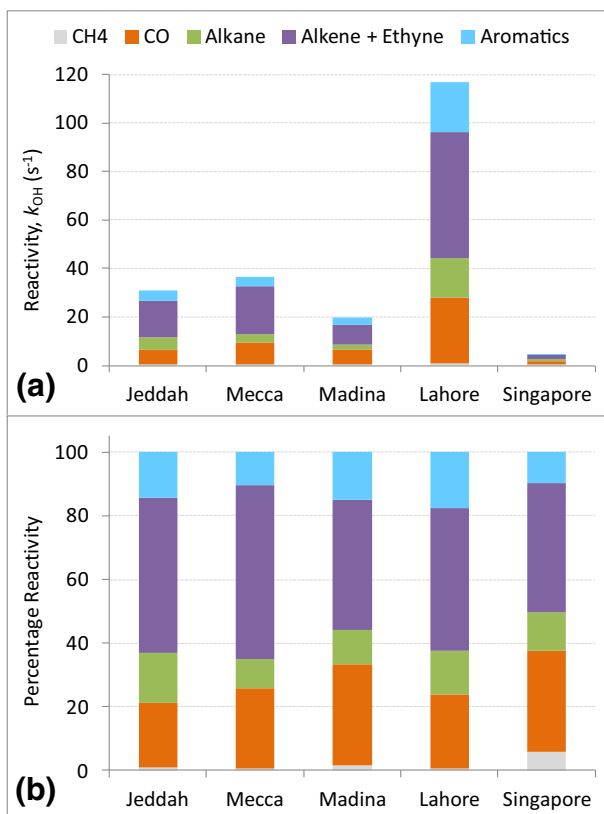 CH4 CO Alkane Alkene + Ethyne Aromatics
120
100
80
60
40
20
0
Reactivity, kOH (s-1)
(a)
Jeddah Mecca Madina Lahore Singapore
100
80
60
40
20
0
Percentage Reactivity
(b)
Jeddah Mecca Madina Lahore Singapore